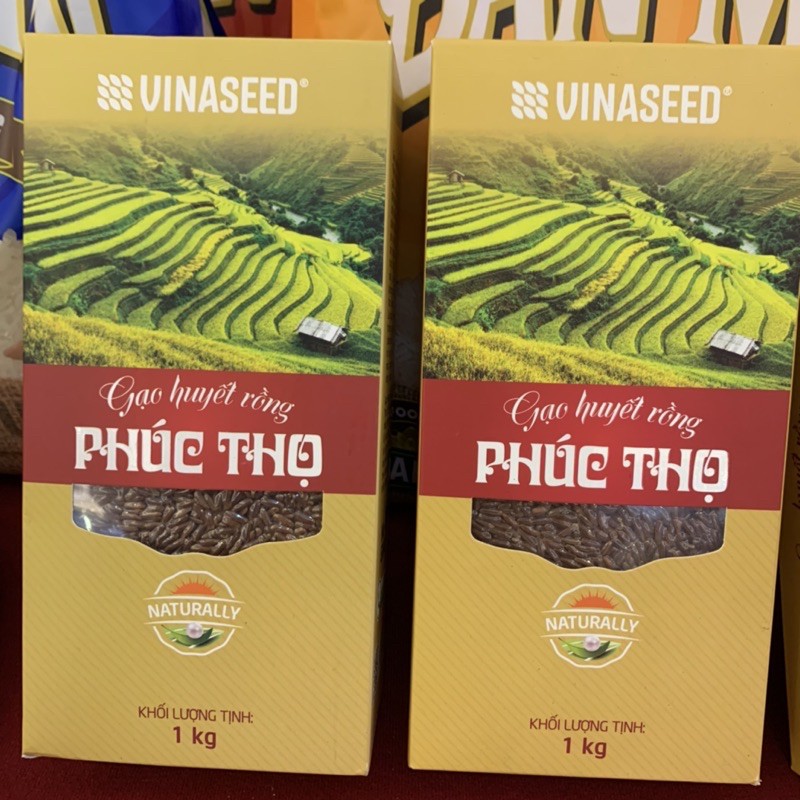 VINASEED®
Gạo huyết rồng
PHÚC THỌ
NATURALLY
KHỐI LƯỢNG TỊNH:
1 kg
VINASEED®
Gạo huyết rồng
PHÚC THỌ
NATURALLY
KHỐI LƯỢNG TỊNH:
1 kg